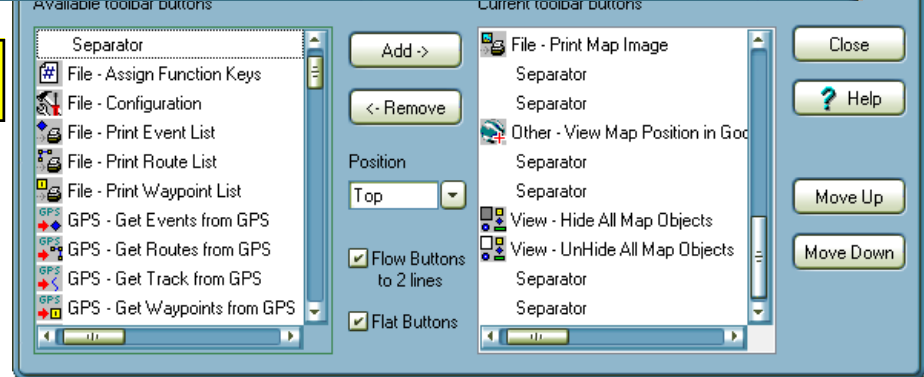 Available toolbar buttons
Separator
File - Assign Function Keys
File - Configuration
File - Print Event List
File - Print Route List
File - Print Waypoint List
GPS - Get Events from GPS
GPS - Get Routes from GPS
GPS - Get Track from GPS
GPS - Get Waypoints from GPS
Add ->
<- Remove
Position
Top
Flow Buttons
to 2 lines
Flat Buttons
Current toolbar buttons
File - Print Map Image
Separator
Separator
Other - View Map Position in Goo
Separator
Separator
View - Hide All Map Objects
View - UnHide All Map Objects
Separator
Separator
Close
? Help
Move Up
Move Down